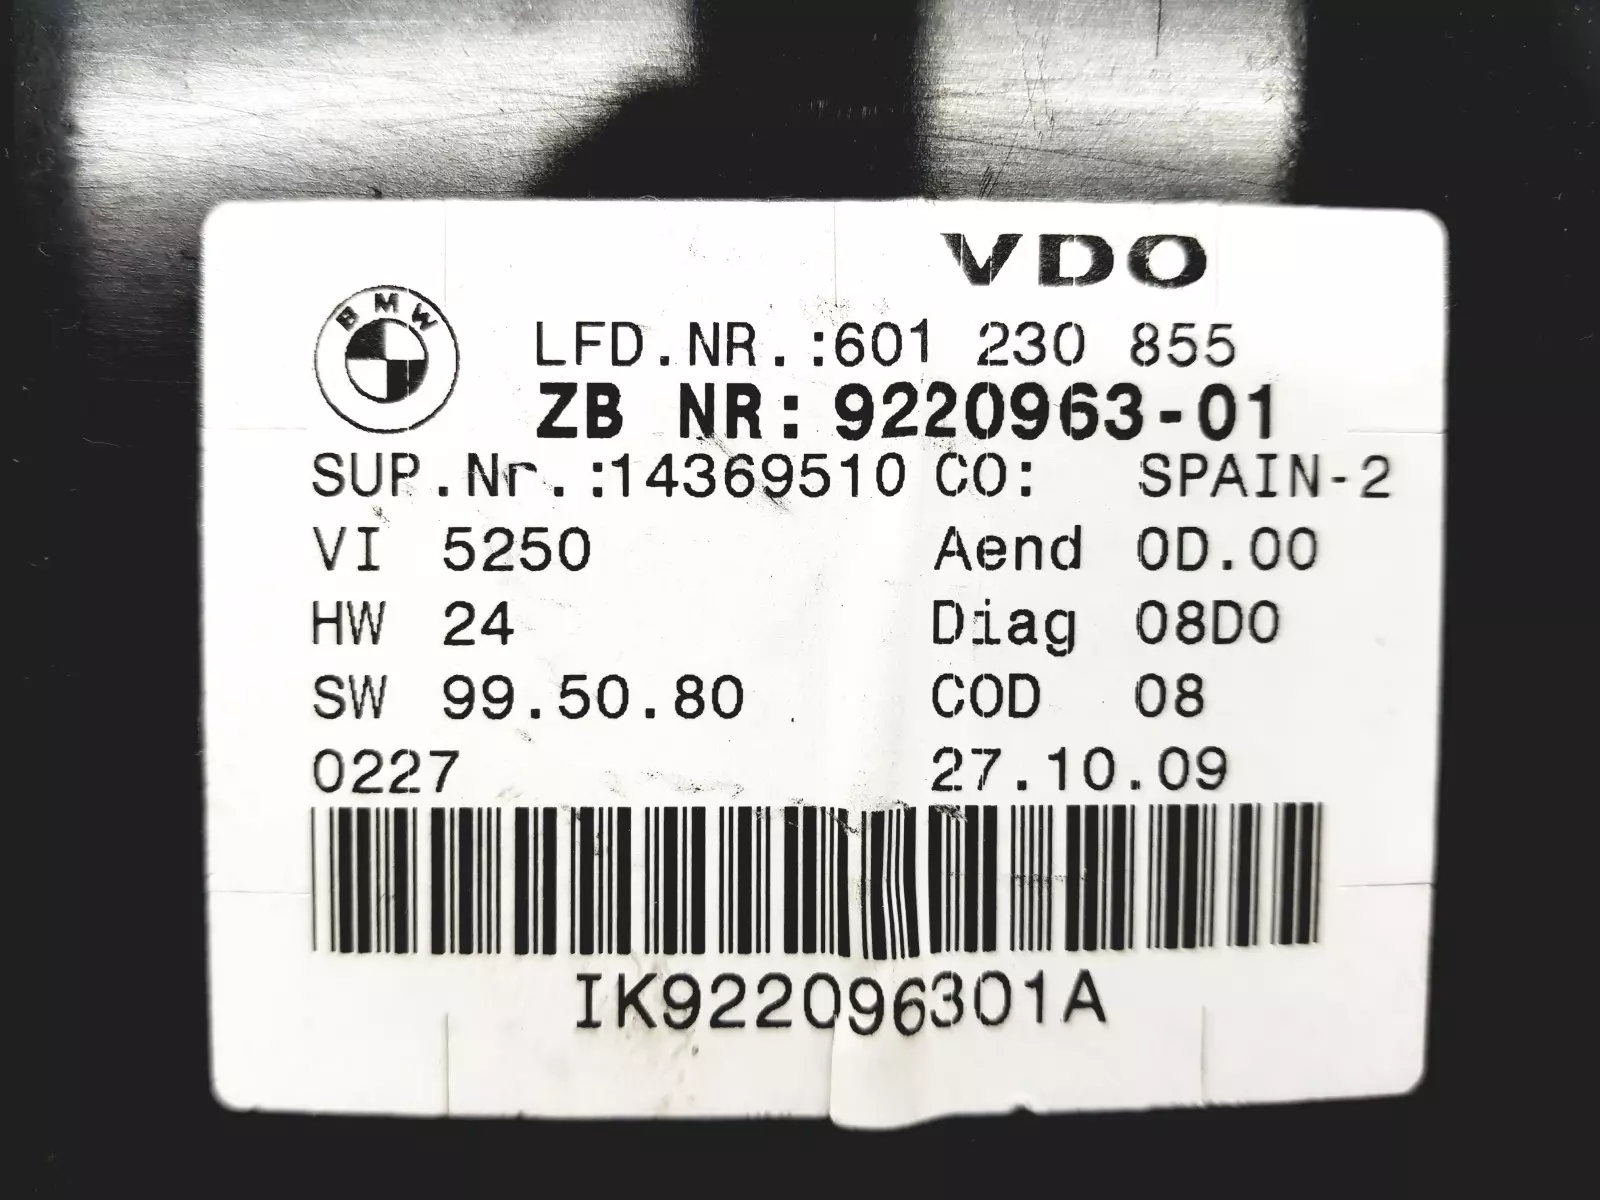 VDO
BMW
LFD.NR.:601 230 855
ZB NR:9220963-01
SUP.Nr.:14369510 CO: SPAIN-2
VI 5250 Aend 0D.00
HW 24 Diag 08D0
SW 99.50.80 COD 08
0227 27.10.09
IK922096301A